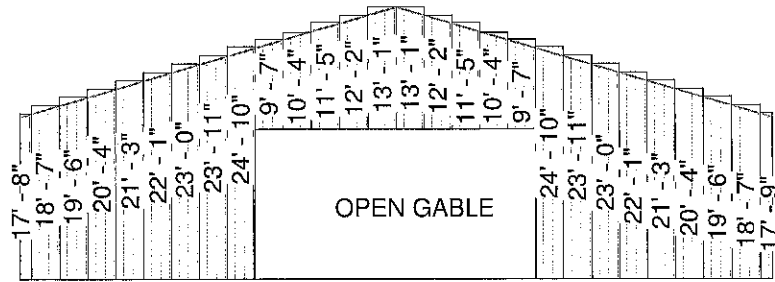 17' - 8"
18' - 7"
19' - 6"
20' - 4"
21' - 3"
22' - 1"
23' - 0"
23' - 11"
24' - 10"
9' - 7"
10' - 4"
11' - 5"
12' - 2"
13' - 1"
13' - 1"
12' - 2"
11' - 5"
10' - 4"
9' - 7"
24' - 10"
23' - 11"
23' - 0"
22' - 1"
21' - 3"
20' - 4"
19' - 6"
18' - 7"
17' - 9"
OPEN GABLE